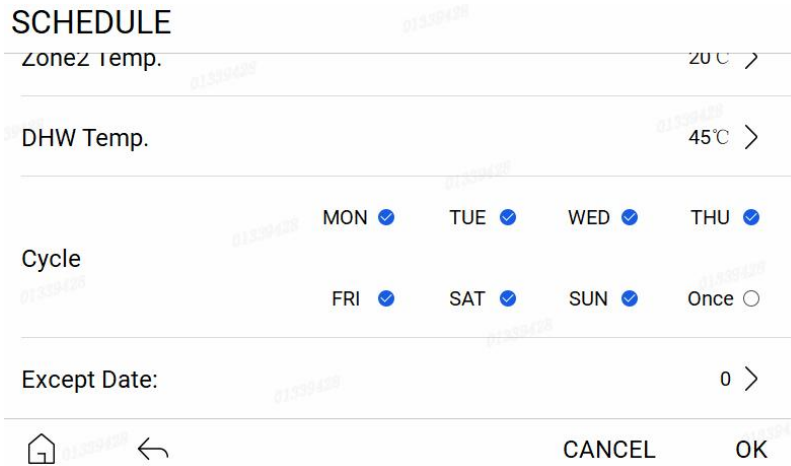 SCHEDULE
Zone2 Temp. 20℃
DHW Temp. 45℃
MON TUE WED THU
Cycle
FRI SAT SUN Once
Except Date: 0
CANCEL OK
01339428